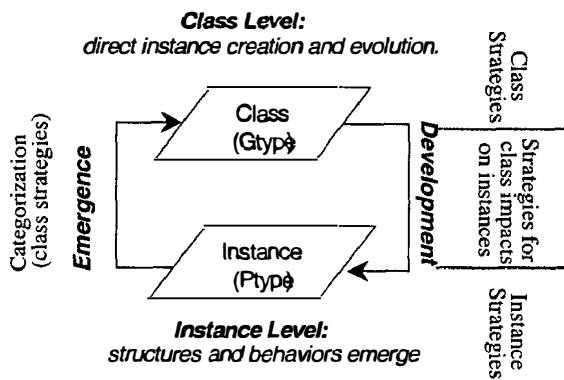 Class Level:
direct instance creation and evolution.
Class
(Gtype)
Categorization
(class strategies)
Emergence
Development
Class
Strategies
Strategies for
class impacts
on instances
Instance
Strategies
Instance
(Ptype)
Instance Level:
structures and behaviors emerge